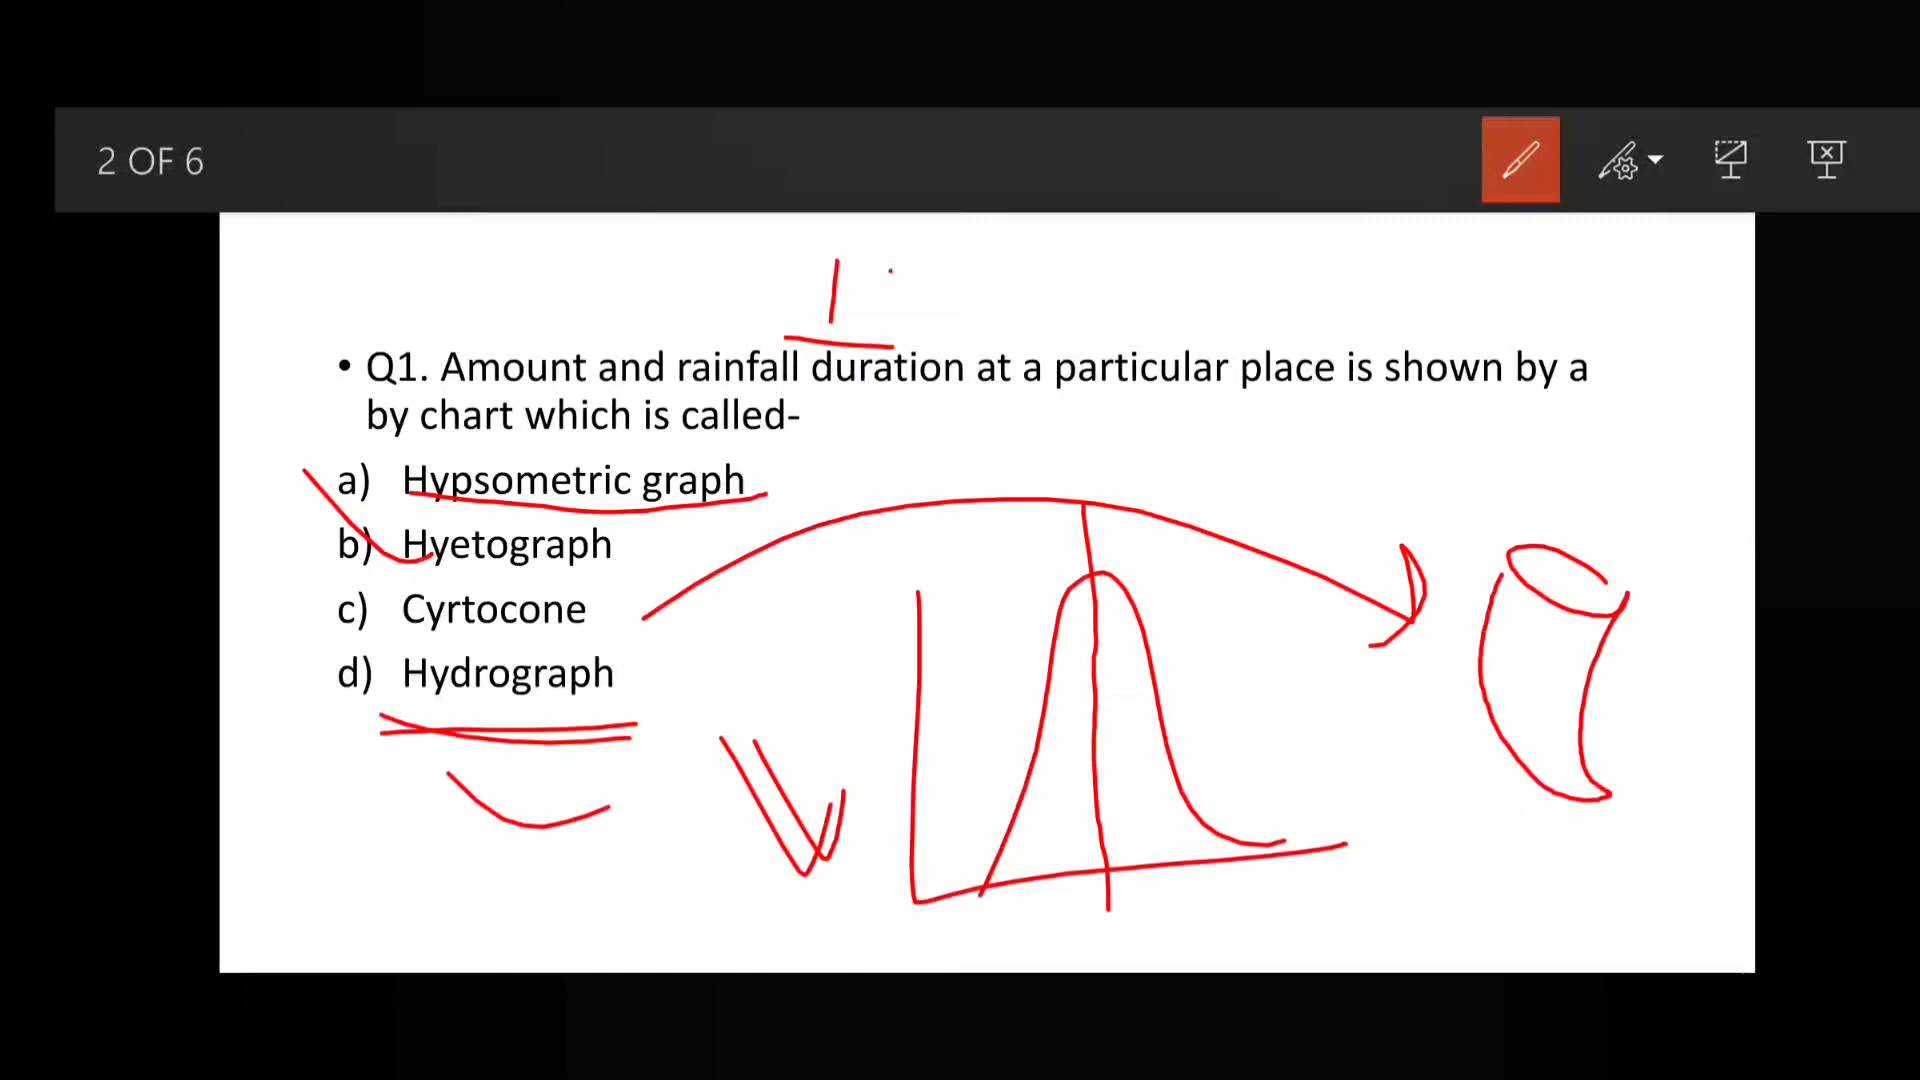 2 OF 6
• Q1. Amount and rainfall duration at a particular place is shown by a
by chart which is called-
a) Hypsometric graph
b) Hyetograph
c) Cyrtocone
d) Hydrograph